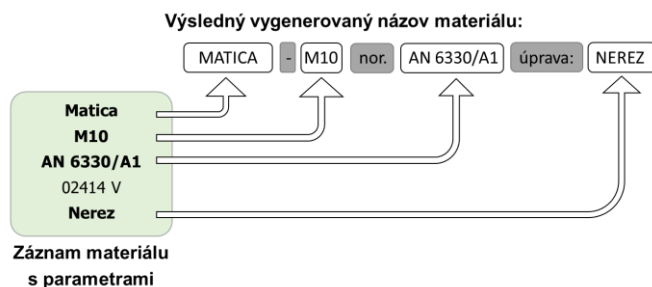 Výsledný vygenerovaný názov materiálu:
MATICA - M10 nor. AN 6330/A1 úprava: NEREZ
Matica
M10
AN 6330/A1
02414 V
Nerez
Záznam materiálu
s parametrami